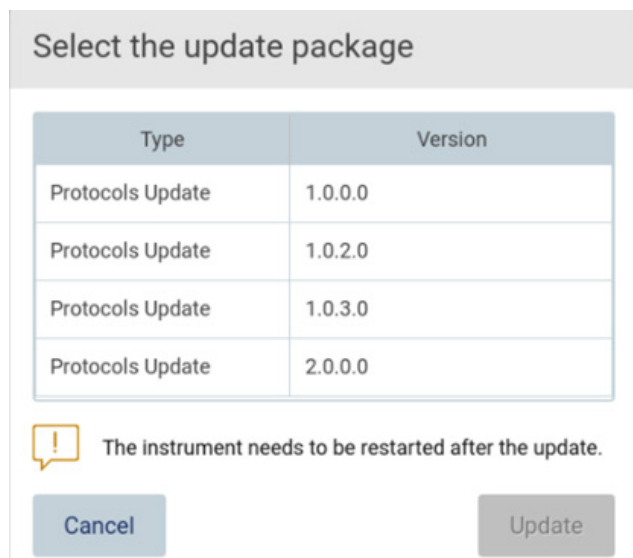 Select the update package
Type Version
Protocols Update 1.0.0.0
Protocols Update 1.0.2.0
Protocols Update 1.0.3.0
Protocols Update 2.0.0.0
! The instrument needs to be restarted after the update.
Cancel Update